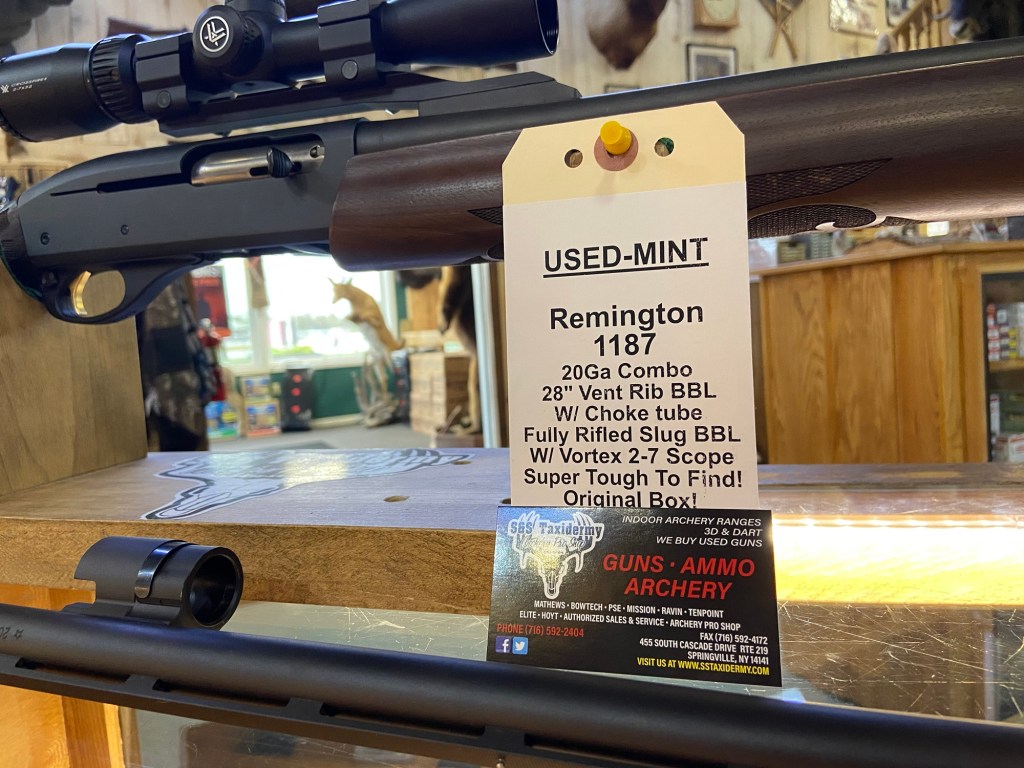 USED-MINT
Remington
1187
20Ga Combo
28" Vent Rib BBL
W/ Choke tube
Fully Rifled Slug BBL
W/ Vortex 2-7 Scope
Super Tough To Find!
Original Box!
S&S Taxidermy
INDOOR ARCHERY RANGES
3D & DART
WE BUY USED GUNS
GUNS • AMMO
ARCHERY
MATHEWS • BOWTECH • PSE • MISSION • RAVIN • TENPOINT
ELITE • HOYT • AUTHORIZED SALES & SERVICE • ARCHERY PRO SHOP
PHONE (716) 592-2404
FAX (716) 592-4172
455 SOUTH CASCADE DRIVE RTE 219
SPRINGVILLE, NY 14141
VISIT US AT WWW.SSTAXIDERMY.COM